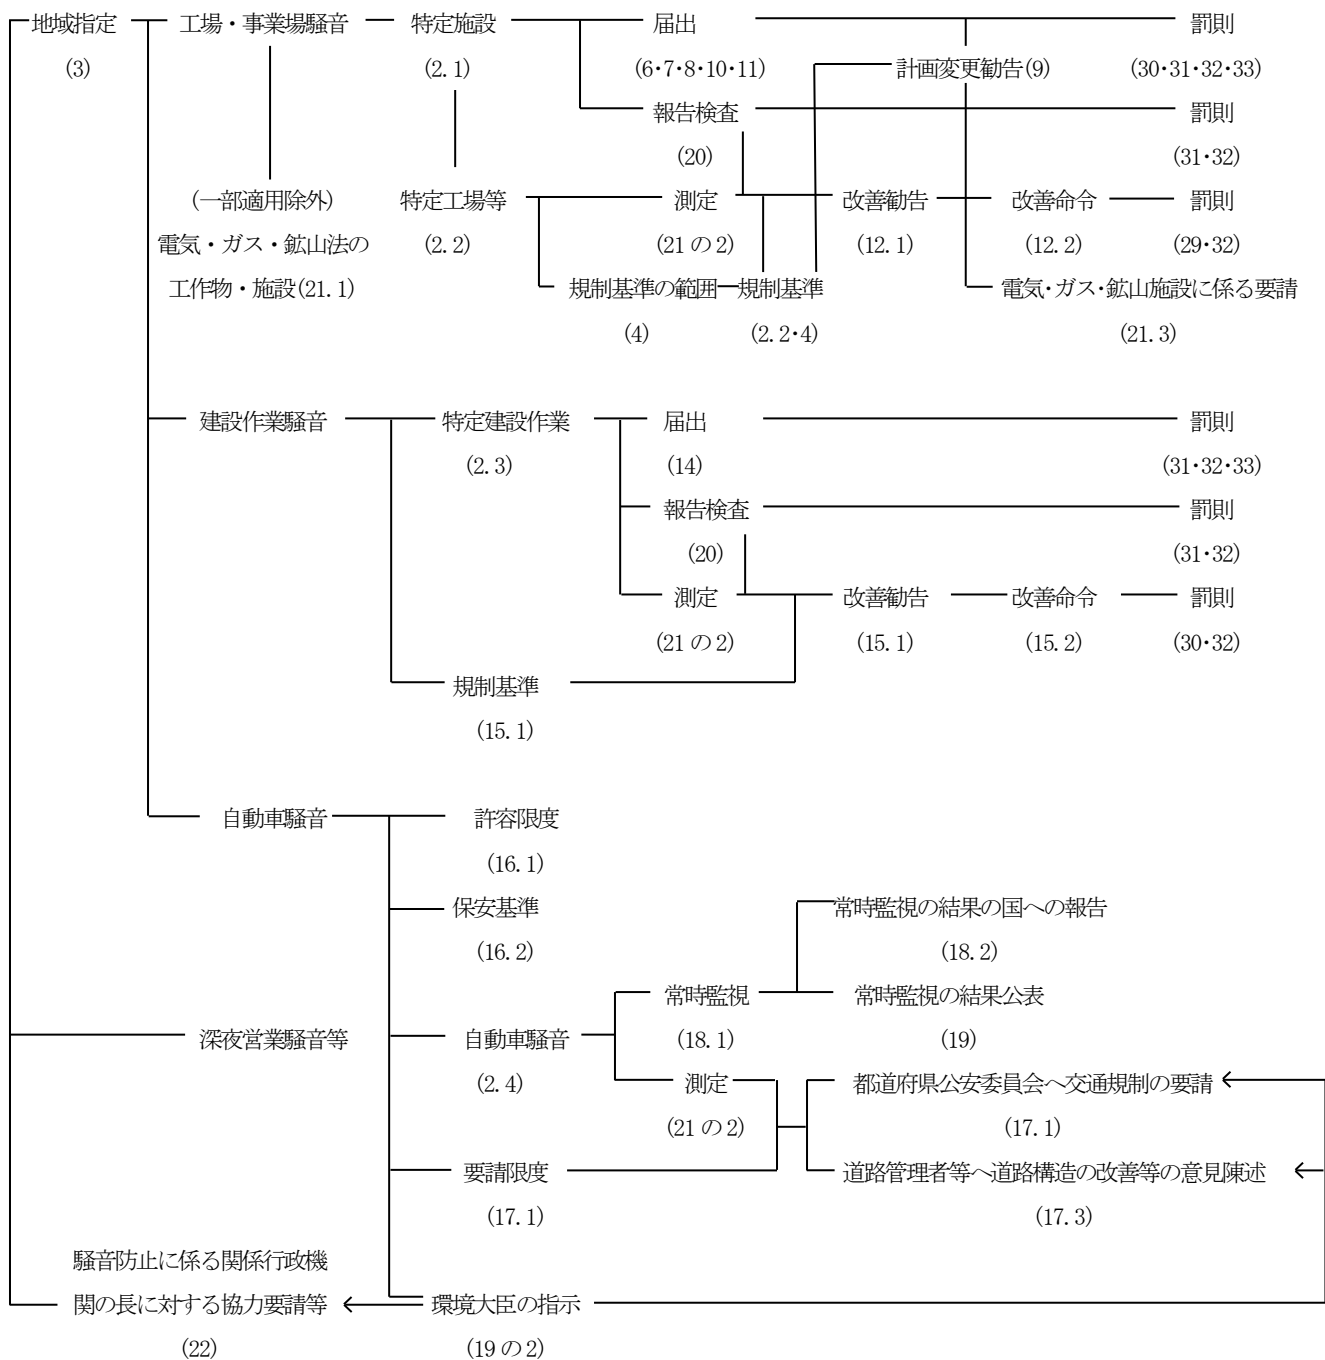 地域指定 工場・事業場騒音 特定施設 届出 罰則
(3) (2.1) (6・7・8・10・11) 計画変更勧告(9) (30・31・32・33)
報告検査 罰則
(20) (31・32)
(一部適用除外) 特定工場等 測定 改善勧告 改善命令 罰則
電気・ガス・鉱山法の (2.2) (21の2) (12.1) (12.2) (29・32)
工作物・施設(21.1) 規制基準の範囲 規制基準 電気・ガス・鉱山施設に係る要請
(4) (2.2・4) (21.3)
建設作業騒音 特定建設作業 届出 罰則
(2.3) (14) (31・32・33)
報告検査 罰則
(20) (31・32)
測定 改善勧告 改善命令 罰則
(21の2) (15.1) (15.2) (30・32)
規制基準
(15.1)
自動車騒音 許容限度
(16.1)
保安基準 常時監視の結果の国への報告
(16.2) (18.2)
常時監視 常時監視の結果公表
深夜営業騒音等 自動車騒音 (18.1) (19)
(2.4) 測定 都道府県公安委員会へ交通規制の要請
(21の2) (17.1)
要請限度 道路管理者等へ道路構造の改善等の意見陳述
(17.1) (17.3)
騒音防止に係る関係行政機
関の長に対する協力要請等 環境大臣の指示
(22) (19の2)